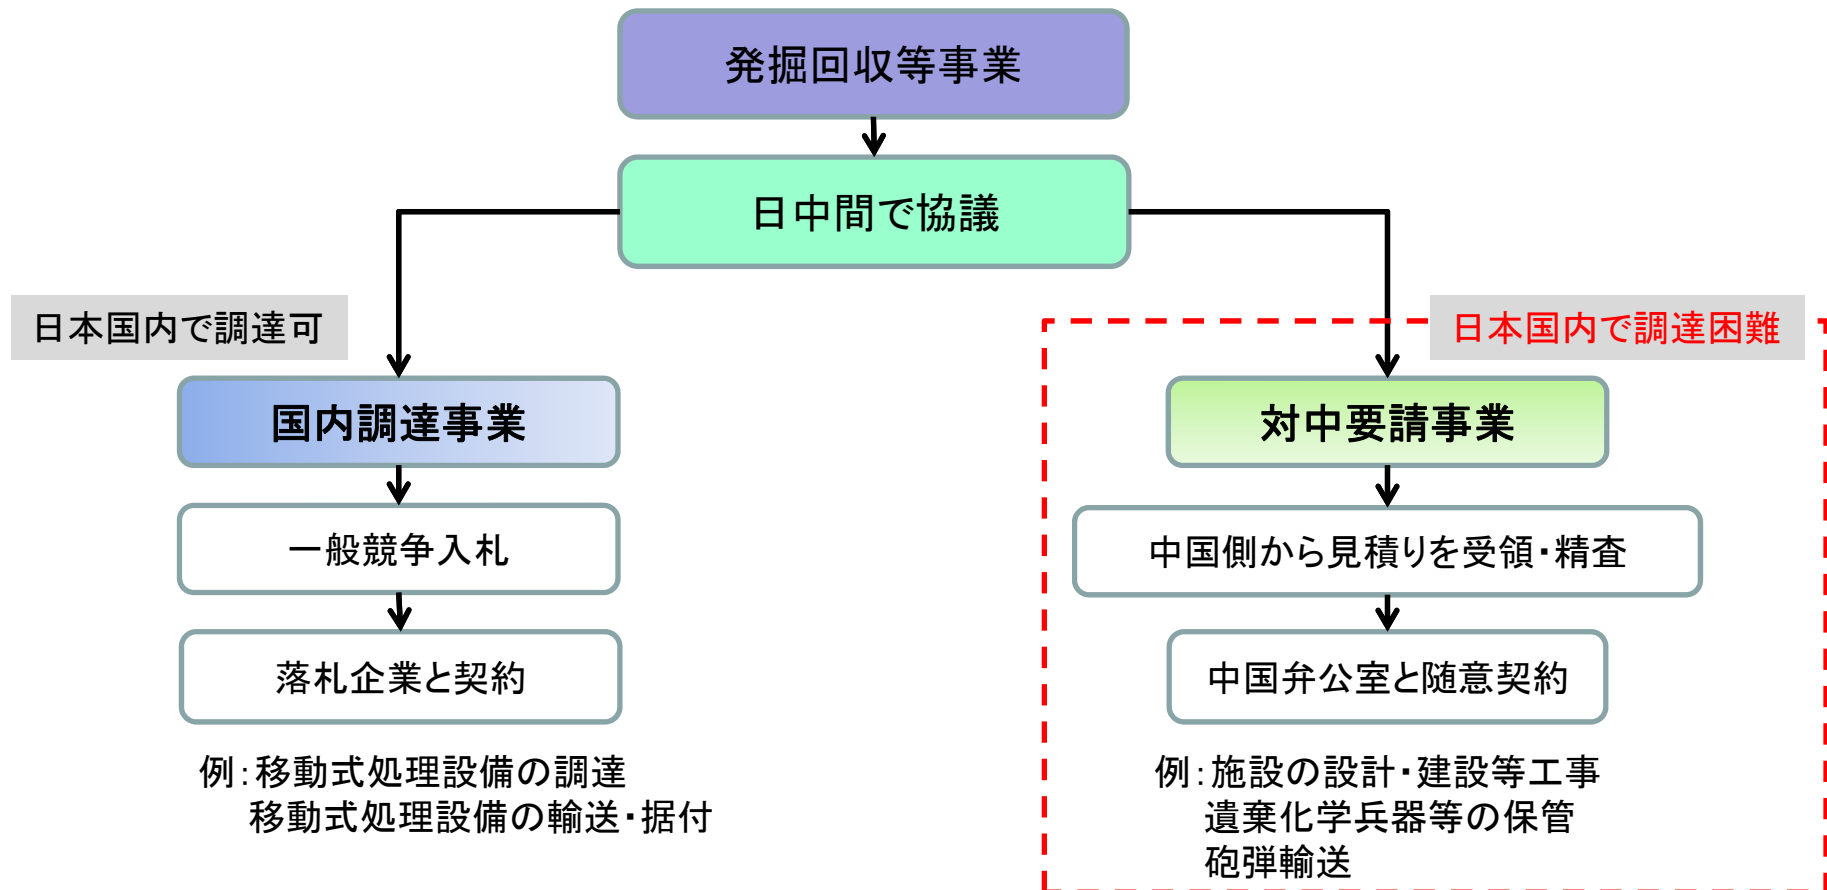 発掘回収等事業
日中間で協議
日本国内で調達可
日本国内で調達困難
国内調達事業
対中要請事業
一般競争入札
中国側から見積りを受領・精査
落札企業と契約
中国弁公室と随意契約
例：移動式処理設備の調達
移動式処理設備の輸送・据付
例：施設の設計・建設等工事
遺棄化学兵器等の保管
砲弾輸送